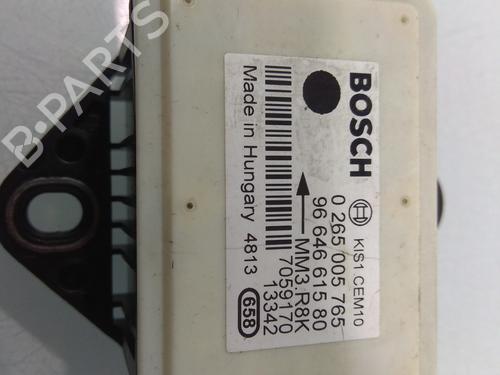 BOSCH
KIS1 CEM10
0 265 005 765
96 646 615 80
MM3.R8K
7059170
13342
658
Made in Hungary 4813
B-PARTS